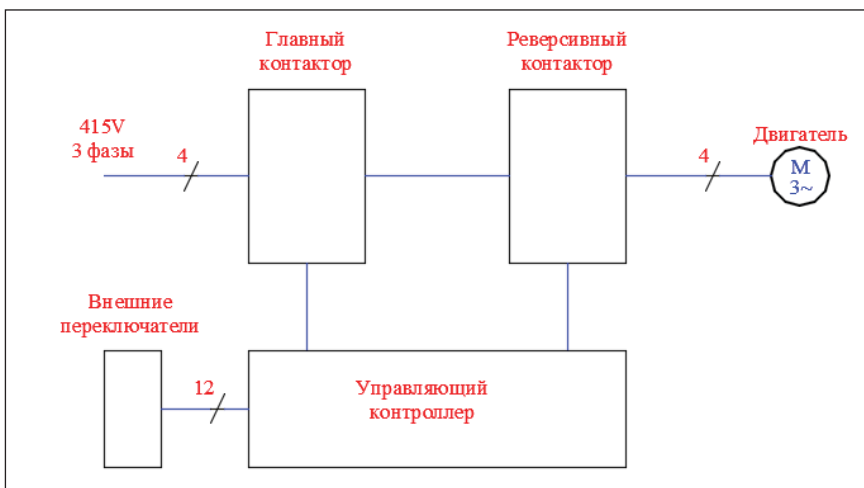 Главный
контактор
Реверсивный
контактор
415V
3 фазы
4
4
Двигатель
M
3~
Внешние
переключатели
12
Управляющий
контроллер